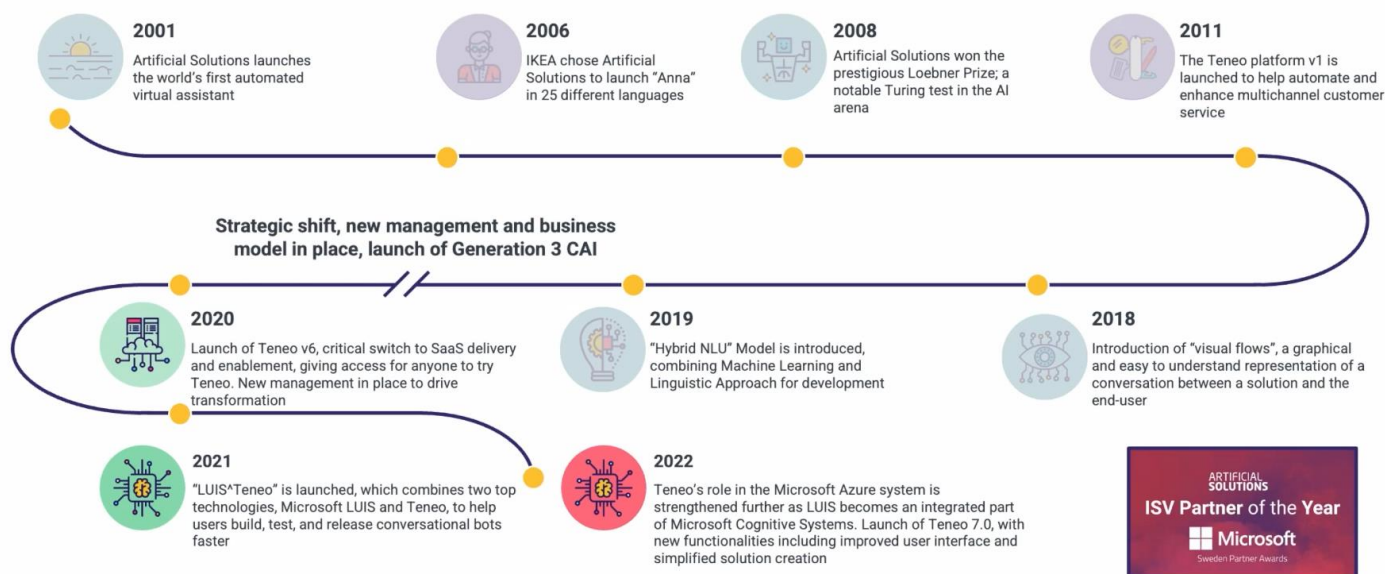 2001
Artificial Solutions launches
the world's first automated
virtual assistant
2006
IKEA chose Artificial
Solutions to launch “Anna”
in 25 different languages
2008
Artificial Solutions won the
prestigious Loebner Prize; a
notable Turing test in the AI
arena
2011
The Teneo platform v1 is
launched to help automate and
enhance multichannel customer
service
Strategic shift, new management and business
model in place, launch of Generation 3 CAI
2020
Launch of Teneo v6, critical switch to SaaS delivery
and enablement, giving access for anyone to try
Teneo. New management in place to drive
transformation
2019
“Hybrid NLU” Model is introduced,
combining Machine Learning and
Linguistic Approach for development
2018
Introduction of “visual flows”, a graphical
and easy to understand representation of a
conversation between a solution and the
end-user
2021
“LUIS^Teneo” is launched, which combines two top
technologies, Microsoft LUIS and Teneo, to help
users build, test, and release conversational bots
faster
2022
Teneo's role in the Microsoft Azure system is
strengthened further as LUIS becomes an integrated part
of Microsoft Cognitive Systems. Launch of Teneo 7.0, with
new functionalities including improved user interface and
simplified solution creation
ARTIFICIAL
SOLUTIONS
ISV Partner of the Year
Microsoft
Sweden Partner Awards